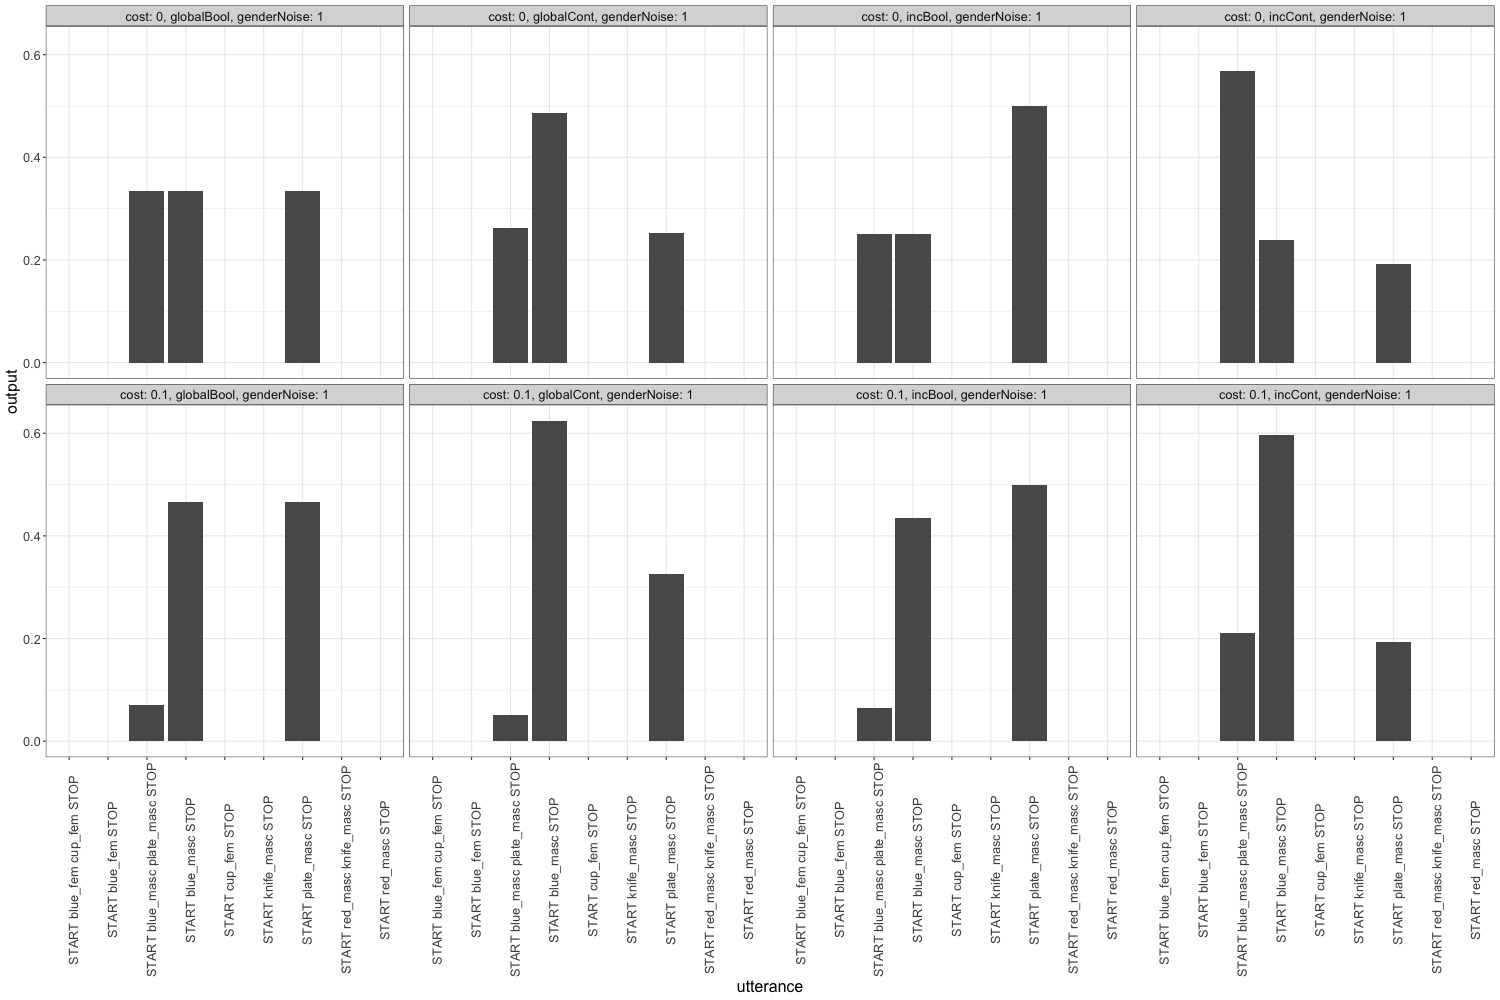 cost: 0, globalBool, genderNoise: 1
cost: 0, globalCont, genderNoise: 1
cost: 0, incBool, genderNoise: 1
cost: 0, incCont, genderNoise: 1
0.6
0.4
0.2
0.0
output
cost: 0.1, globalBool, genderNoise: 1
cost: 0.1, globalCont, genderNoise: 1
cost: 0.1, incBool, genderNoise: 1
cost: 0.1, incCont, genderNoise: 1
0.6
0.4
0.2
0.0
START blue_fem cup_fem STOP
START blue_fem STOP
START blue_masc plate_masc STOP
START blue_masc STOP
START cup_fem STOP
START knife_masc STOP
START plate_masc STOP
START red_masc knife_masc STOP
START red_masc STOP
START blue_fem cup_fem STOP
START blue_fem STOP
START blue_masc plate_masc STOP
START blue_masc STOP
START cup_fem STOP
START knife_masc STOP
START plate_masc STOP
START red_masc knife_masc STOP
START red_masc STOP
START blue_fem cup_fem STOP
START blue_fem STOP
START blue_masc plate_masc STOP
START blue_masc STOP
START cup_fem STOP
START knife_masc STOP
START plate_masc STOP
START red_masc knife_masc STOP
START red_masc STOP
START blue_fem cup_fem STOP
START blue_fem STOP
START blue_masc plate_masc STOP
START blue_masc STOP
START cup_fem STOP
START knife_masc STOP
START plate_masc STOP
START red_masc knife_masc STOP
START red_masc STOP
utterance